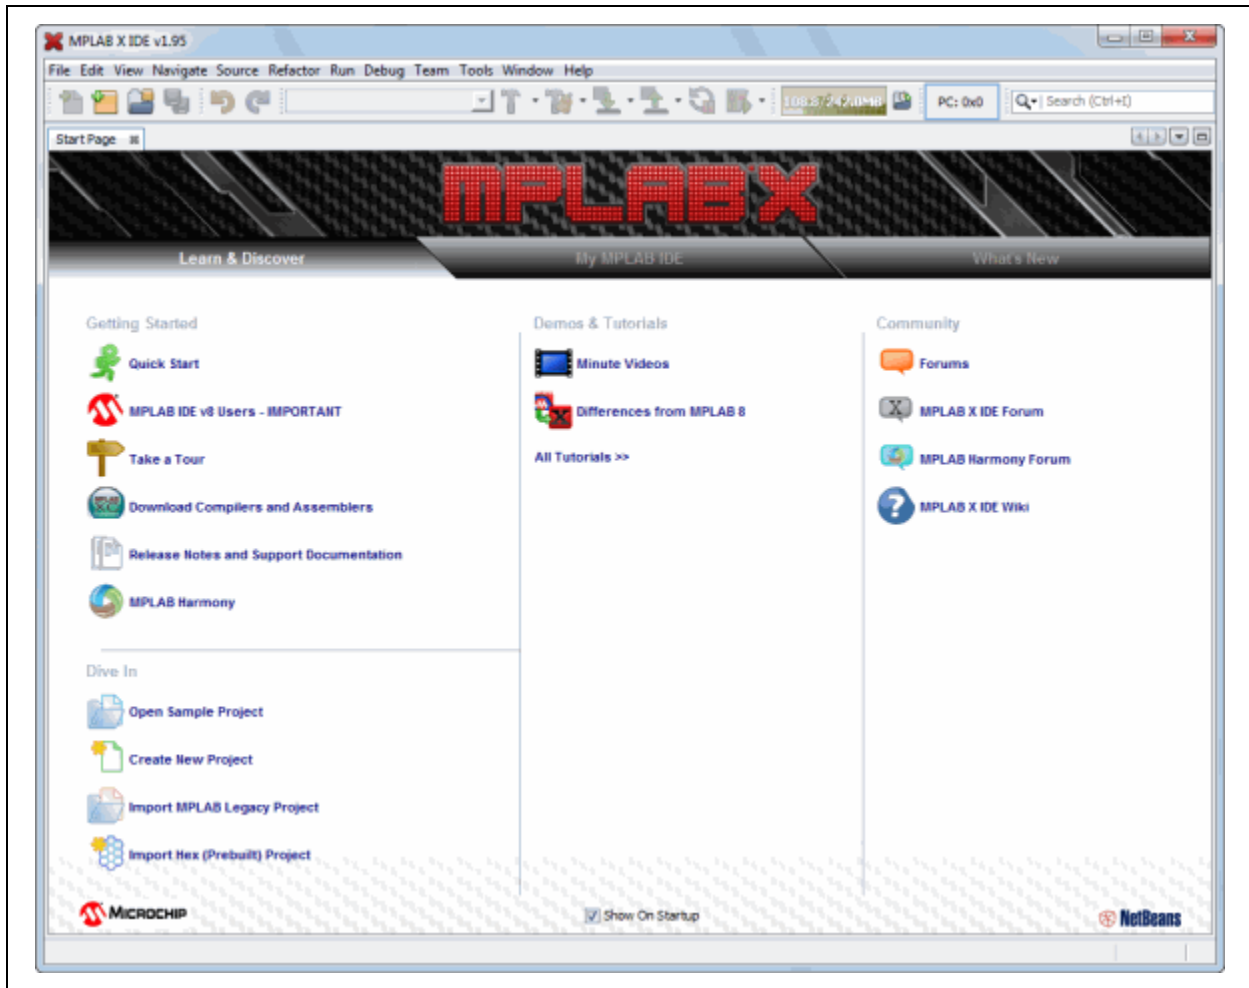 MPLAB X IDE v1.95
File Edit View Navigate Source Refactor Run Debug Team Tools Window Help
PC: 0x0
Search (Ctrl+I)
Start Page
MPLAB X
Learn & Discover
My MPLAB IDE
What's New
Getting Started
Quick Start
MPLAB IDE v8 Users - IMPORTANT
Take a Tour
Download Compilers and Assemblers
Release Notes and Support Documentation
MPLAB Harmony
Dive In
Open Sample Project
Create New Project
Import MPLAB Legacy Project
Import Hex (Prebuilt) Project
Demos & Tutorials
Minute Videos
Differences from MPLAB 8
All Tutorials >>
Community
Forums
MPLAB X IDE Forum
MPLAB Harmony Forum
MPLAB X IDE Wiki
MICROCHIP
Show On Startup
NetBeans